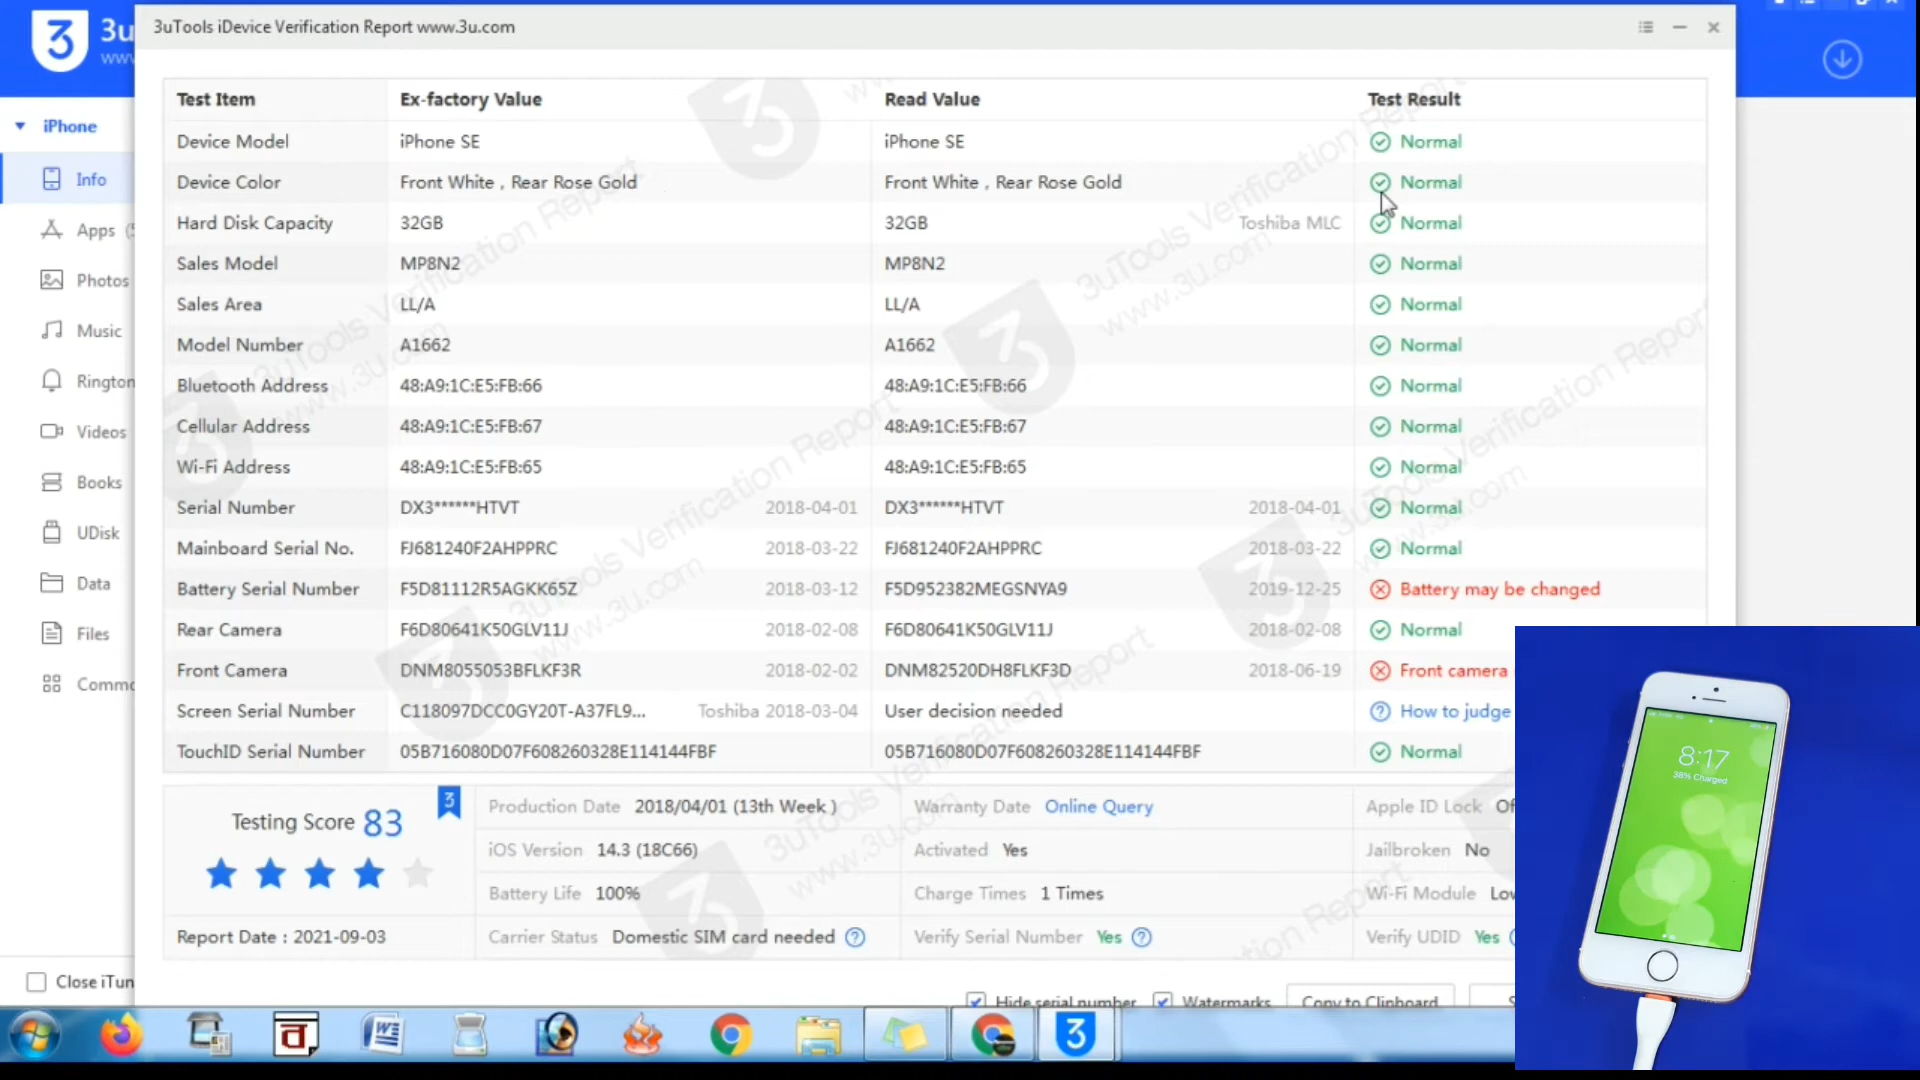 3uTools iDevice Verification Report www.3u.com
3u
www
iPhone
Info
Apps (5
Photos
Music
Rington
Videos
Books
UDisk
Data
Files
Commo
Close iTun
Test Item Ex-factory Value Read Value Test Result
Device Model iPhone SE iPhone SE Normal
Device Color Front White , Rear Rose Gold Front White , Rear Rose Gold Normal
Hard Disk Capacity 32GB 32GB Toshiba MLC Normal
Sales Model MP8N2 MP8N2 Normal
Sales Area LL/A LL/A Normal
Model Number A1662 A1662 Normal
Bluetooth Address 48:A9:1C:E5:FB:66 48:A9:1C:E5:FB:66 Normal
Cellular Address 48:A9:1C:E5:FB:67 48:A9:1C:E5:FB:67 Normal
Wi-Fi Address 48:A9:1C:E5:FB:65 48:A9:1C:E5:FB:65 Normal
Serial Number DX3******HTVT 2018-04-01 DX3******HTVT 2018-04-01 Normal
Mainboard Serial No. FJ681240F2AHPPRC 2018-03-22 FJ681240F2AHPPRC 2018-03-22 Normal
Battery Serial Number F5D81112R5AGKK65Z 2018-03-12 F5D952382MEGSNYA9 2019-12-25 Battery may be changed
Rear Camera F6D80641K50GLV11J 2018-02-08 F6D80641K50GLV11J 2018-02-08 Normal
Front Camera DNM8055053BFLKF3R 2018-02-02 DNM82520DH8FLKF3D 2018-06-19 Front camera
Screen Serial Number C118097DCC0GY20T-A37FL9... Toshiba 2018-03-04 User decision needed How to judge
TouchID Serial Number 05B716080D07F608260328E114144FBF 05B716080D07F608260328E114144FBF Normal
Testing Score 83
Report Date : 2021-09-03
Production Date 2018/04/01 (13th Week ) Warranty Date Online Query Apple ID Lock Of
iOS Version 14.3 (18C66) Activated Yes Jailbroken No
Battery Life 100% Charge Times 1 Times Wi-Fi Module Lov
Carrier Status Domestic SIM card needed Verify Serial Number Yes Verify UDID Yes
Hide serial number Watermarks Copy to Clipboard
8:17
38% Charged